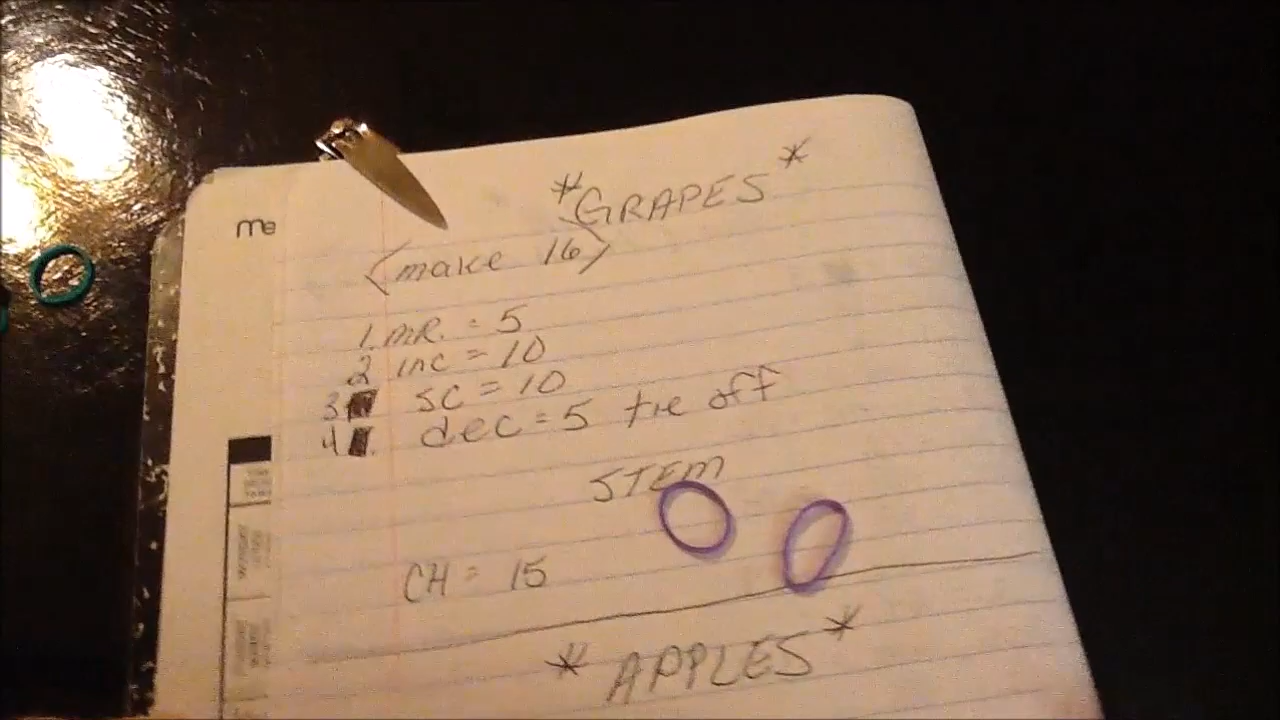 me
*GRAPES*
<make 16>
1. MR. = 5
2 inc = 10
3 sc = 10
4 dec = 5 tie off
STEM
CH = 15
*APPLES*